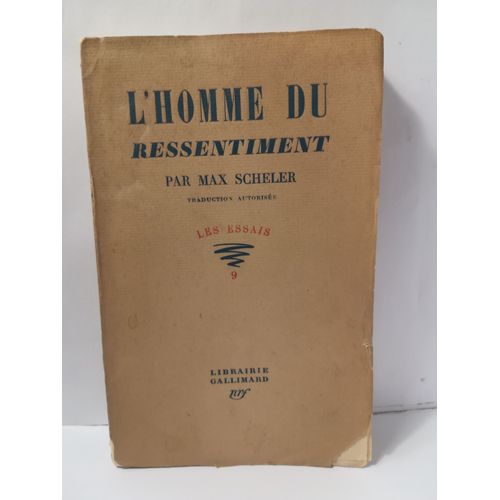 L'HOMME DU
RESSENTIMENT
PAR MAX SCHELER
TRADUCTION AUTORISÉE
LES ESSAIS
9
LIBRAIRIE
GALLIMARD
nrf